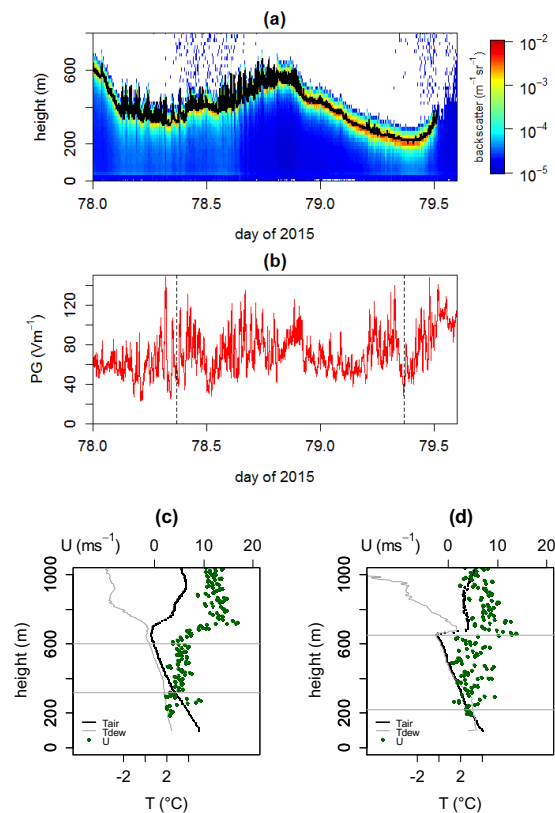 (a)
height (m)
0 200 400 600 800
78.0 78.5 79.0 79.5
day of 2015
backscatter (m⁻¹ sr⁻¹)
10⁻²
10⁻³
10⁻⁴
10⁻⁵
(b)
PG (Vm⁻¹)
0 40 80 120
78.0 78.5 79.0 79.5
day of 2015
(c)
U (ms⁻¹) 0 10 20
height (m)
0 200 600 1000
Tair
Tdew
U
-2 2
T (°C)
(d)
U (ms⁻¹) 0 10 20
height (m)
0 200 600 1000
Tair
Tdew
U
-2 2
T (°C)